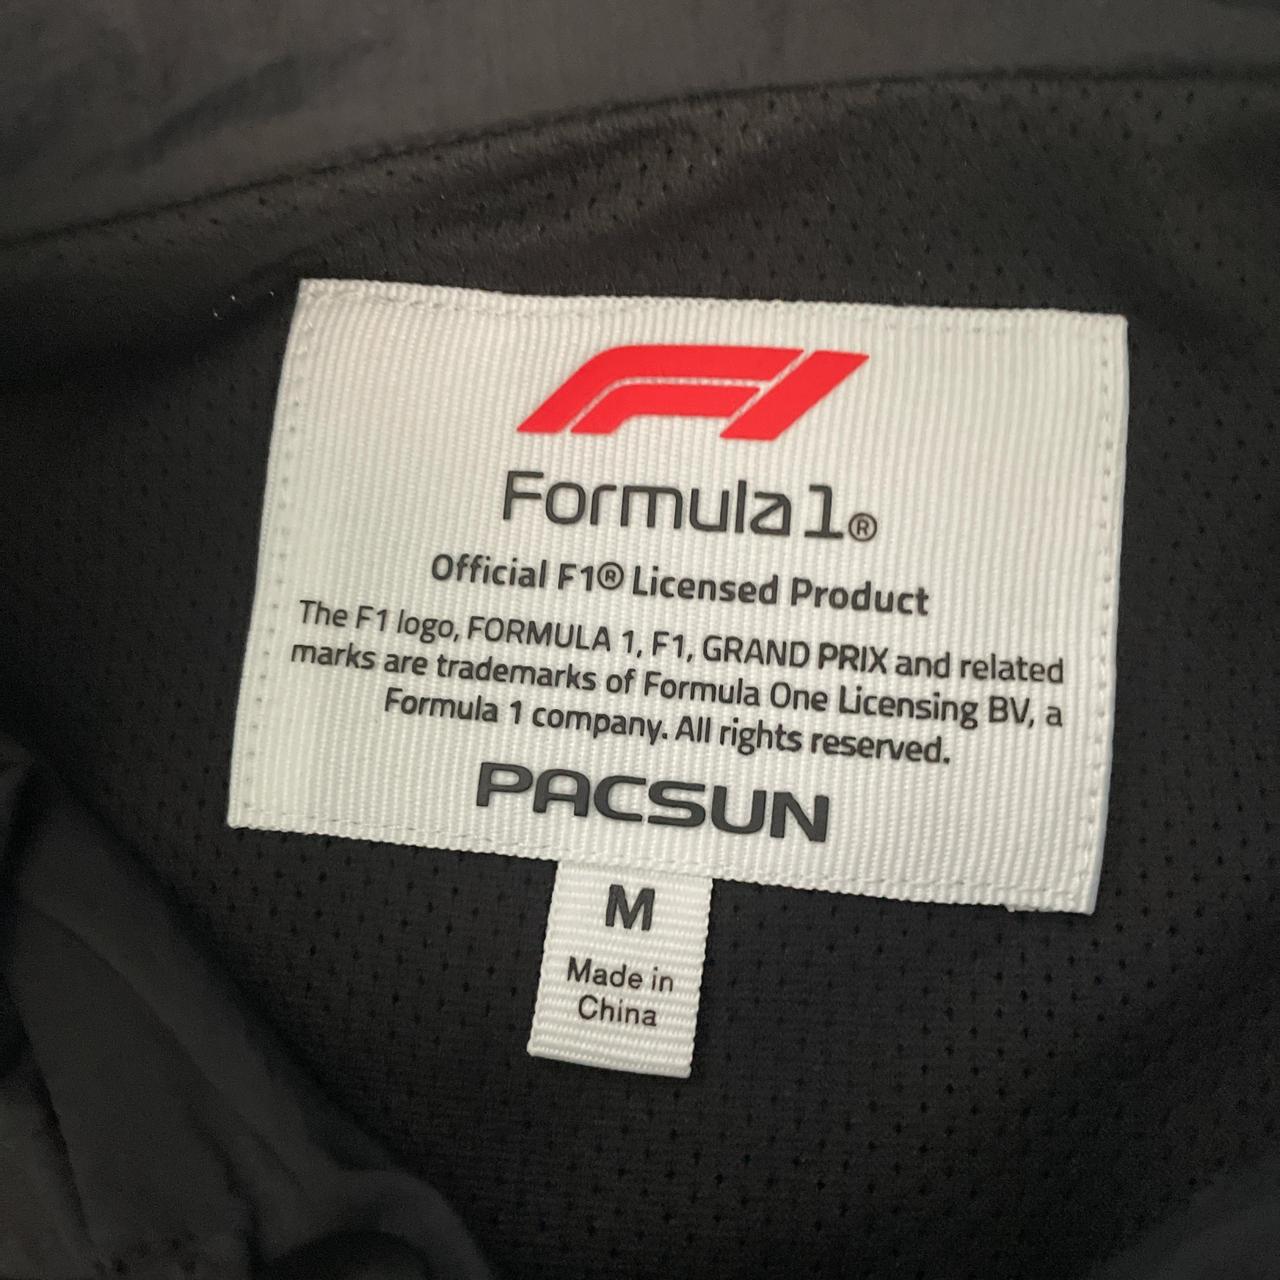 F1
Formula 1®
Official F1® Licensed Product
The F1 logo, FORMULA 1, F1, GRAND PRIX and related
marks are trademarks of Formula One Licensing BV, a
Formula 1 company. All rights reserved.
PACSUN
M
Made in
China